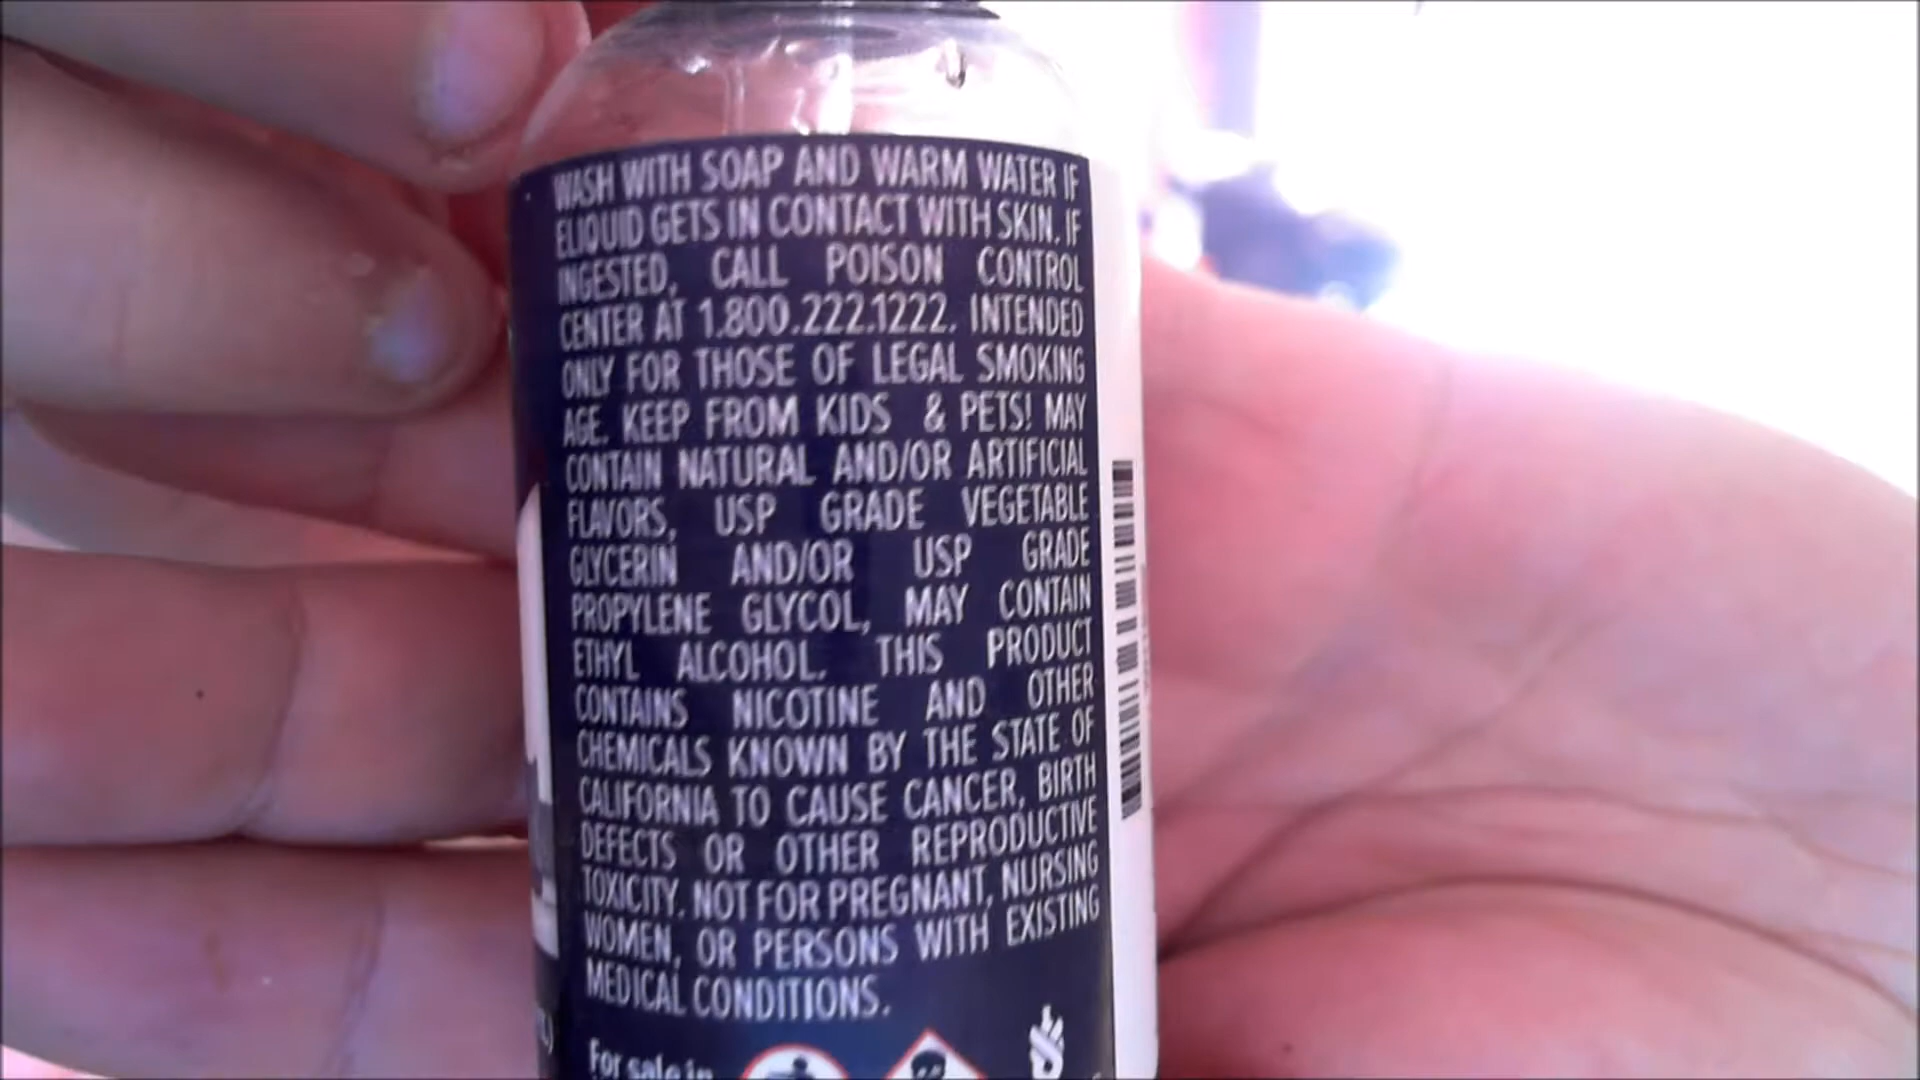 WASH WITH SOAP AND WARM WATER IF
ELIQUID GETS IN CONTACT WITH SKIN. IF
INGESTED, CALL POISON CONTROL
CENTER AT 1.800.222.1222. INTENDED
ONLY FOR THOSE OF LEGAL SMOKING
AGE. KEEP FROM KIDS & PETS! MAY
CONTAIN NATURAL AND/OR ARTIFICIAL
FLAVORS, USP GRADE VEGETABLE
GLYCERIN AND/OR USP GRADE
PROPYLENE GLYCOL, MAY CONTAIN
ETHYL ALCOHOL. THIS PRODUCT
CONTAINS NICOTINE AND OTHER
CHEMICALS KNOWN BY THE STATE OF
CALIFORNIA TO CAUSE CANCER, BIRTH
DEFECTS OR OTHER REPRODUCTIVE
TOXICITY. NOT FOR PREGNANT, NURSING
WOMEN, OR PERSONS WITH EXISTING
MEDICAL CONDITIONS.
For sale in